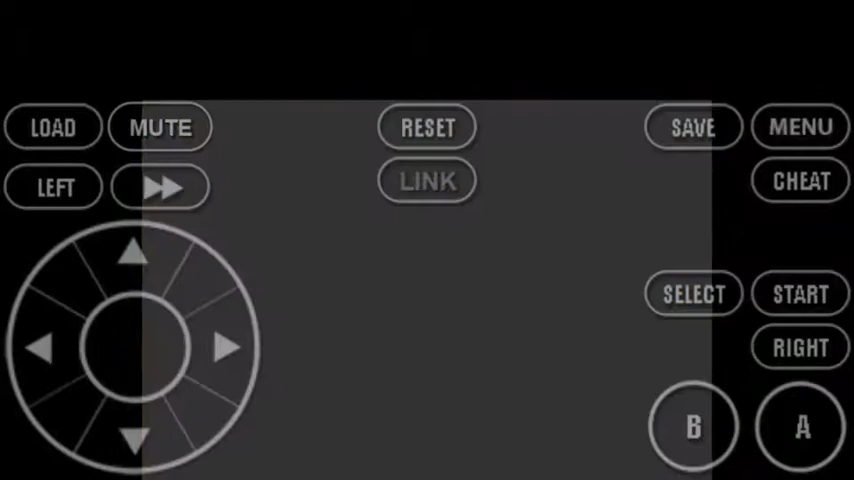 LOAD MUTE RESET SAVE MENU
LEFT LINK CHEAT
SELECT START
RIGHT
B A